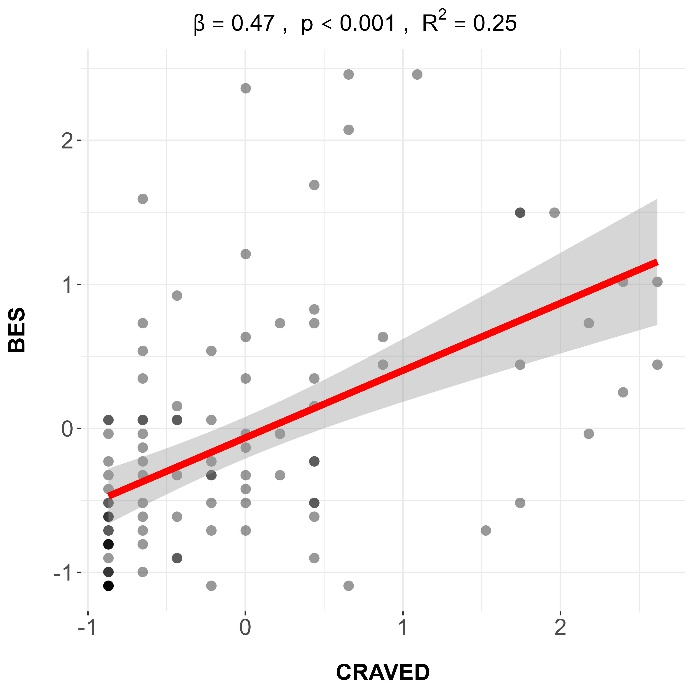 β = 0.47 , p < 0.001 , R² = 0.25
2
1
0
-1
BES
-1 0 1 2
CRAVED